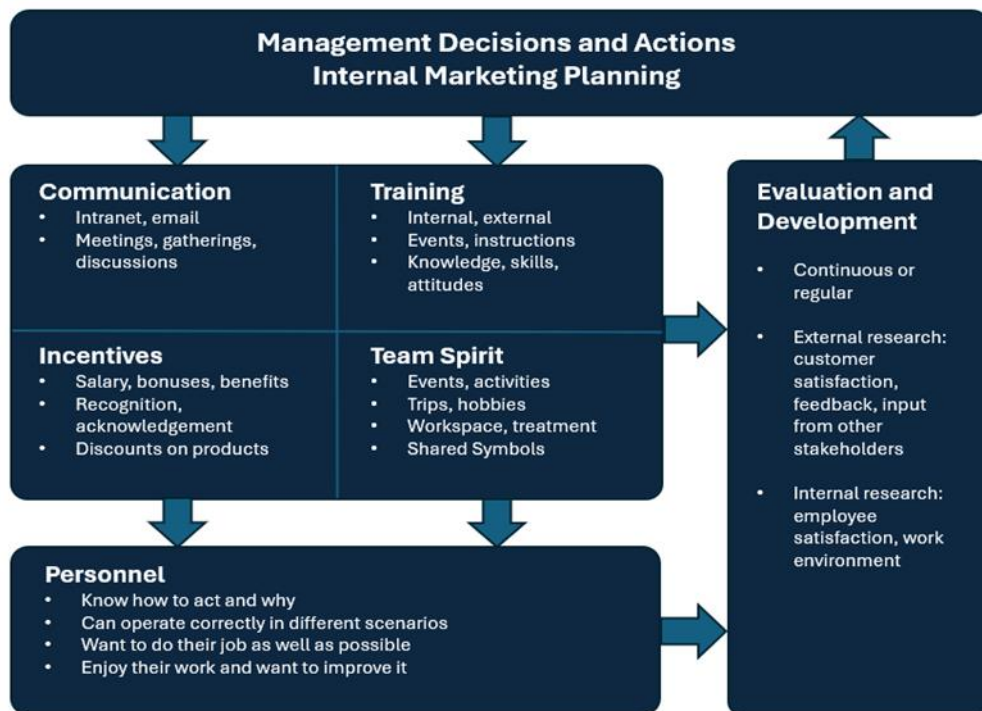 Management Decisions and Actions
Internal Marketing Planning
Communication
• Intranet, email
• Meetings, gatherings,
discussions
Training
• Internal, external
• Events, instructions
• Knowledge, skills,
attitudes
Incentives
• Salary, bonuses, benefits
• Recognition,
acknowledgement
• Discounts on products
Team Spirit
• Events, activities
• Trips, hobbies
• Workspace, treatment
• Shared Symbols
Personnel
• Know how to act and why
• Can operate correctly in different scenarios
• Want to do their job as well as possible
• Enjoy their work and want to improve it
Evaluation and
Development
• Continuous or
regular
• External research:
customer
satisfaction,
feedback, input
from other
stakeholders
• Internal research:
employee
satisfaction, work
environment